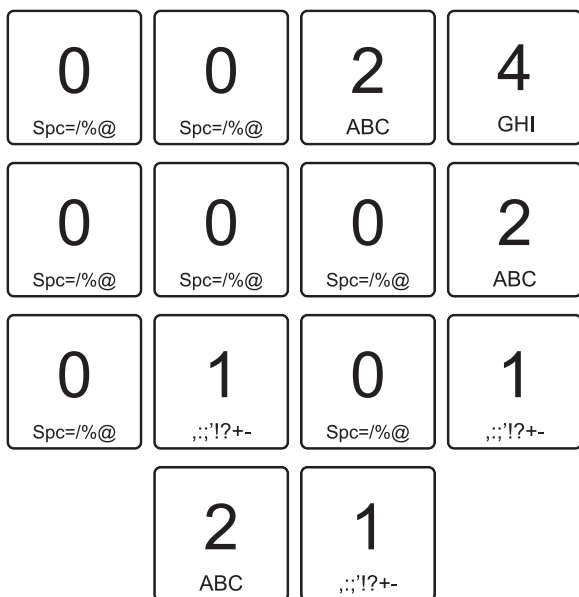 0 0 2 4
Spc=/%@ Spc=/%@ ABC GHI
0 0 0 2
Spc=/%@ Spc=/%@ Spc=/%@ ABC
0 1 0 1
Spc=/%@ ,:;'!?+- Spc=/%@ ,:;'!?+-
2 1
ABC ,:;'!?+-